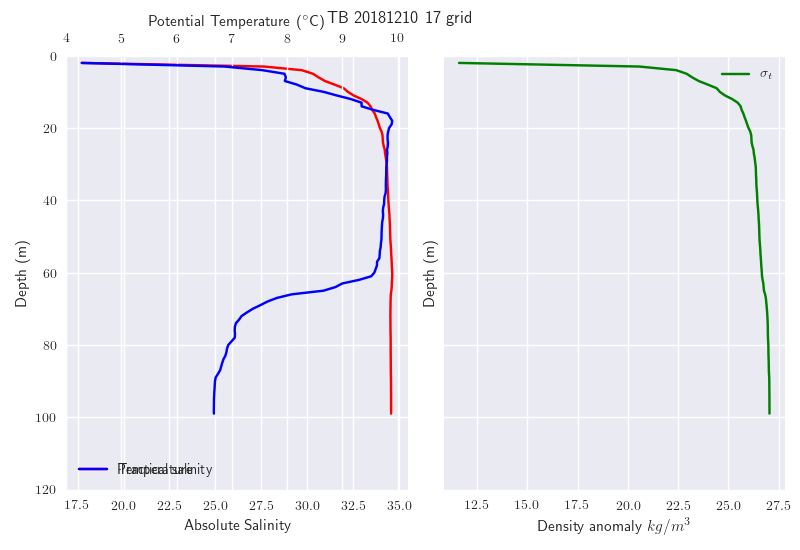 TB 20181210 17 grid
Potential Temperature (°C)
4 5 6 7 8 9 10
0
20
40
60
80
100
120
Depth (m)
Practical salinity
Temperature
17.5 20.0 22.5 25.0 27.5 30.0 32.5 35.0
Absolute Salinity
Depth (m)
σt
12.5 15.0 17.5 20.0 22.5 25.0 27.5
Density anomaly kg/m³